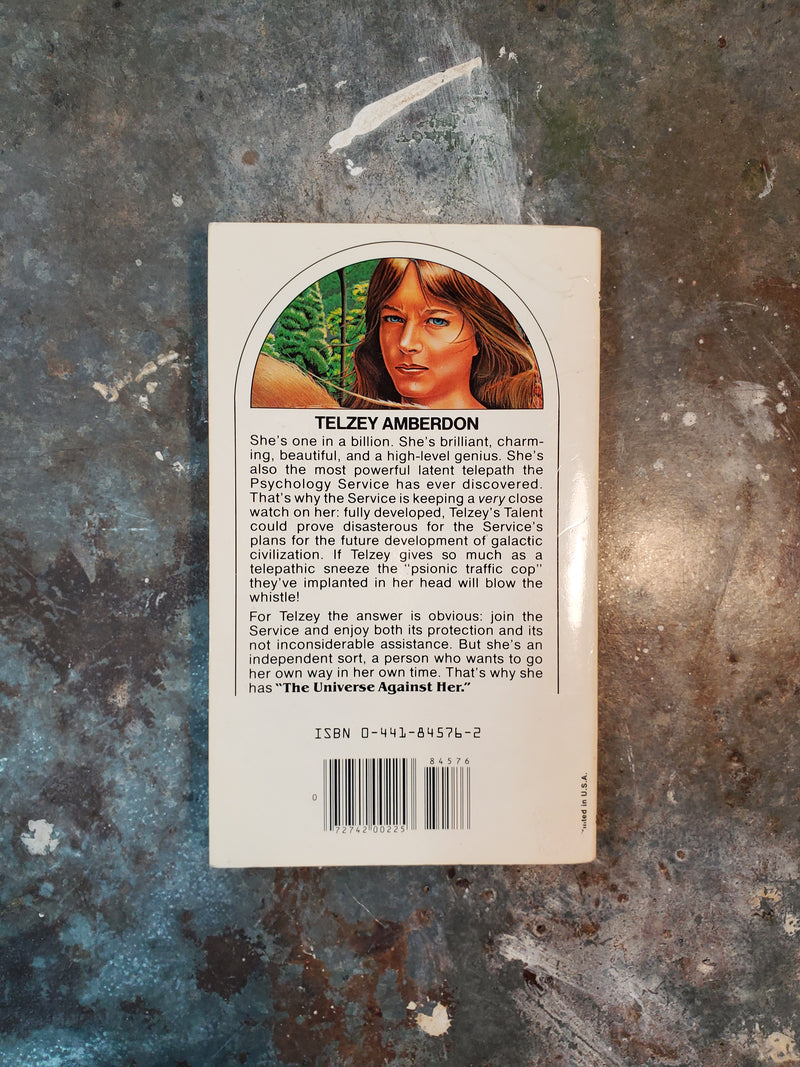 TELZEY AMBERDON
She's one in a billion. She's brilliant, charm-
ing, beautiful, and a high-level genius. She's
also the most powerful latent telepath the
Psychology Service has ever discovered.
That's why the Service is keeping a very close
watch on her: fully developed, Telzey's Talent
could prove disasterous for the Service's
plans for the future development of galactic
civilization. If Telzey gives so much as a
telepathic sneeze the "psionic traffic cop"
they've implanted in her head will blow the
whistle!
For Telzey the answer is obvious: join the
Service and enjoy both its protection and its
not inconsiderable assistance. But she's an
independent sort, a person who wants to go
her own way in her own time. That's why she
has "The Universe Against Her."
ISBN 0-441-84576-2
84576
0
72742 00225
in U.S.A.